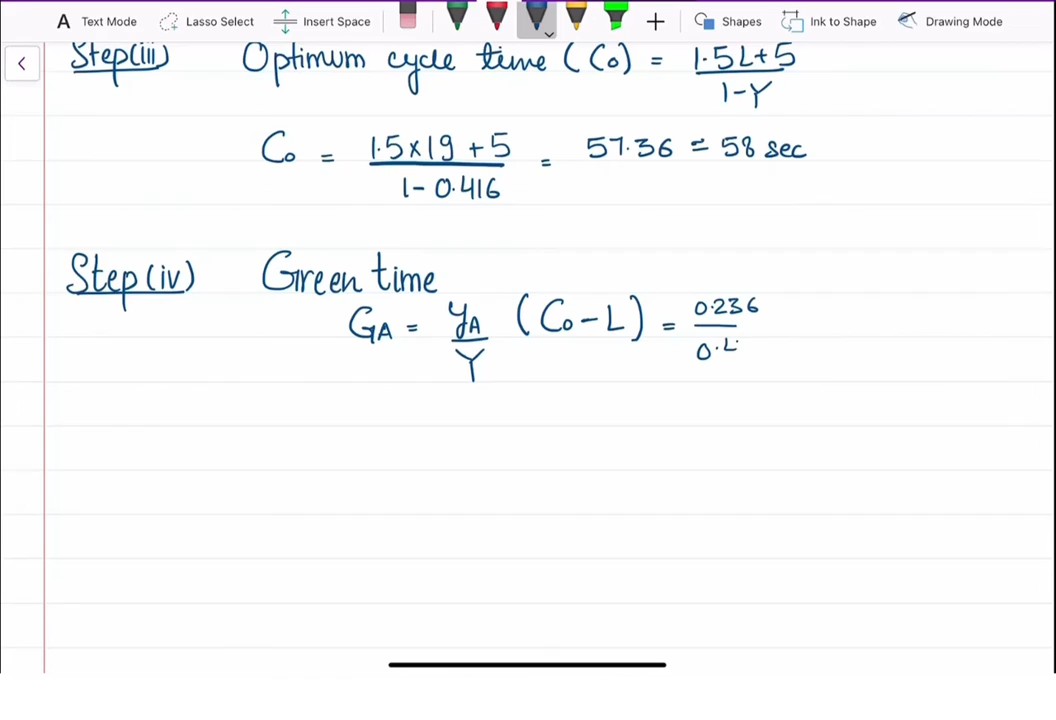 A Text Mode Lasso Select Insert Space Shapes Ink to Shape Drawing Mode
Step(iii) Optimum cycle time (Co) = 1.5L+5 / 1-Y
Co = 1.5×19+5 / 1-0.416 = 57.36 ≈ 58 sec
Step(iv) Green time
GA = yA / Y (Co-L) = 0.236 / 0.4